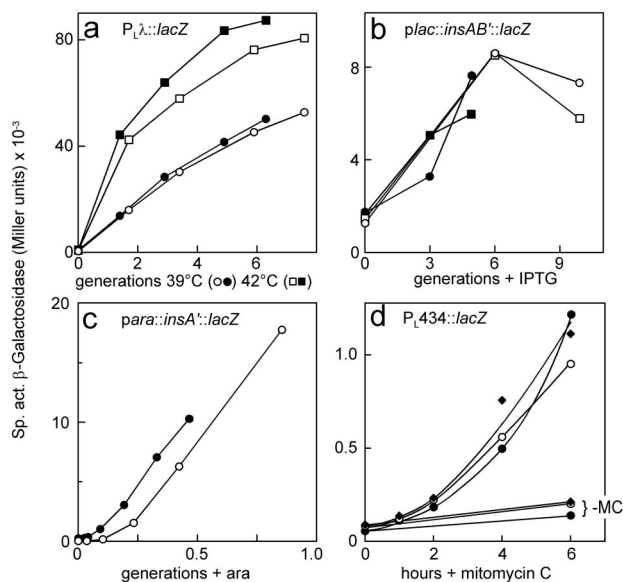 Sp. act. β-Galactosidase (Miller units) x 10⁻³
a
PLλ::lacZ
80
40
0
0 2 4 6 8
generations 39°C (○●) 42°C (□■)
b
plac::insAB'::lacZ
8
4
0
0 3 6 9
generations + IPTG
c
para::insA'::lacZ
20
10
0
0 0.5 1.0
generations + ara
d
PL434::lacZ
1.0
0.5
0
} -MC
0 2 4 6
hours + mitomycin C